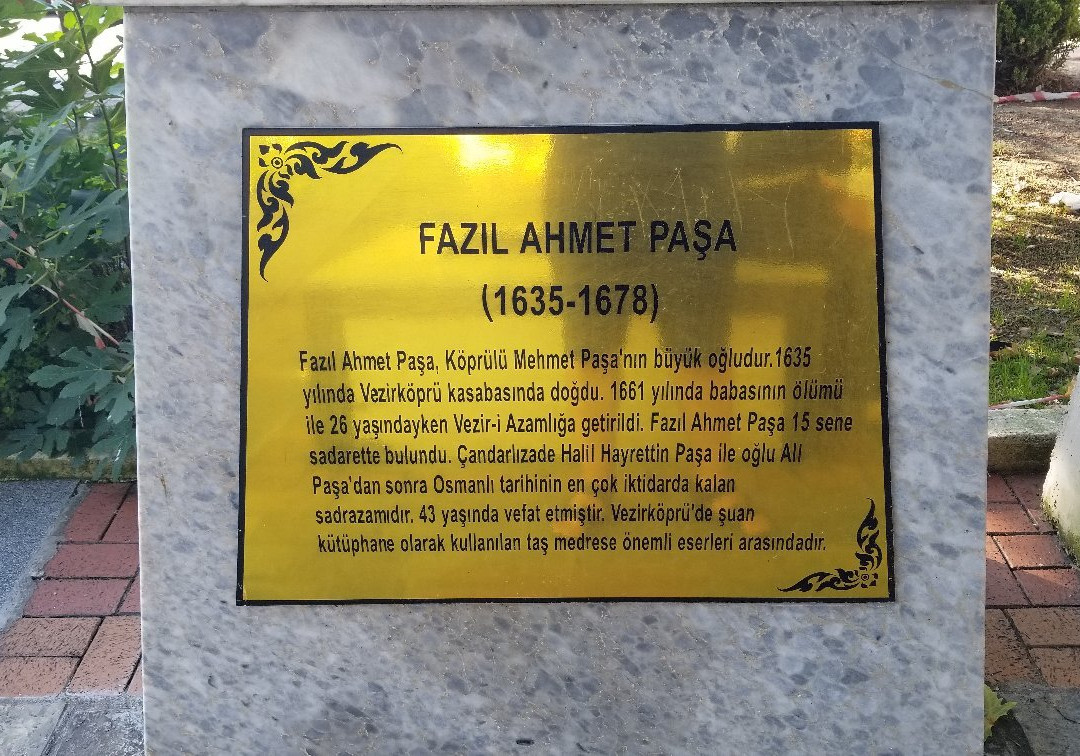 FAZIL AHMET PAŞA
(1635-1678)
Fazıl Ahmet Paşa, Köprülü Mehmet Paşa'nın büyük oğludur.1635
yılında Vezirköprü kasabasında doğdu. 1661 yılında babasının ölümü
ile 26 yaşındayken Vezir-i Azamlığa getirildi. Fazıl Ahmet Paşa 15 sene
sadarette bulundu. Çandarlızade Halil Hayrettin Paşa ile oğlu Ali
Paşa'dan sonra Osmanlı tarihinin en çok iktidarda kalan
sadrazamıdır. 43 yaşında vefat etmiştir. Vezirköprü'de şuan
kütüphane olarak kullanılan taş medrese önemli eserleri arasındadır.